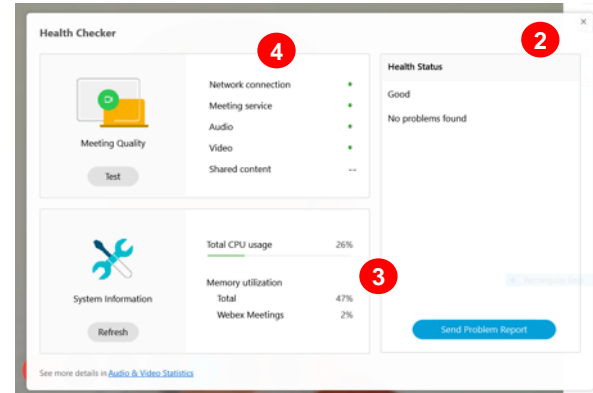 Health Checker
×
2
4
Health Status
Good
No problems found
Network connection
Meeting service
Audio
Video
Shared content --
Meeting Quality
Test
Total CPU usage 26%
Memory utilization
Total 47%
Webex Meetings 2%
3
System Information
Refresh
Send Problem Report
See more details in Audio & Video Statistics